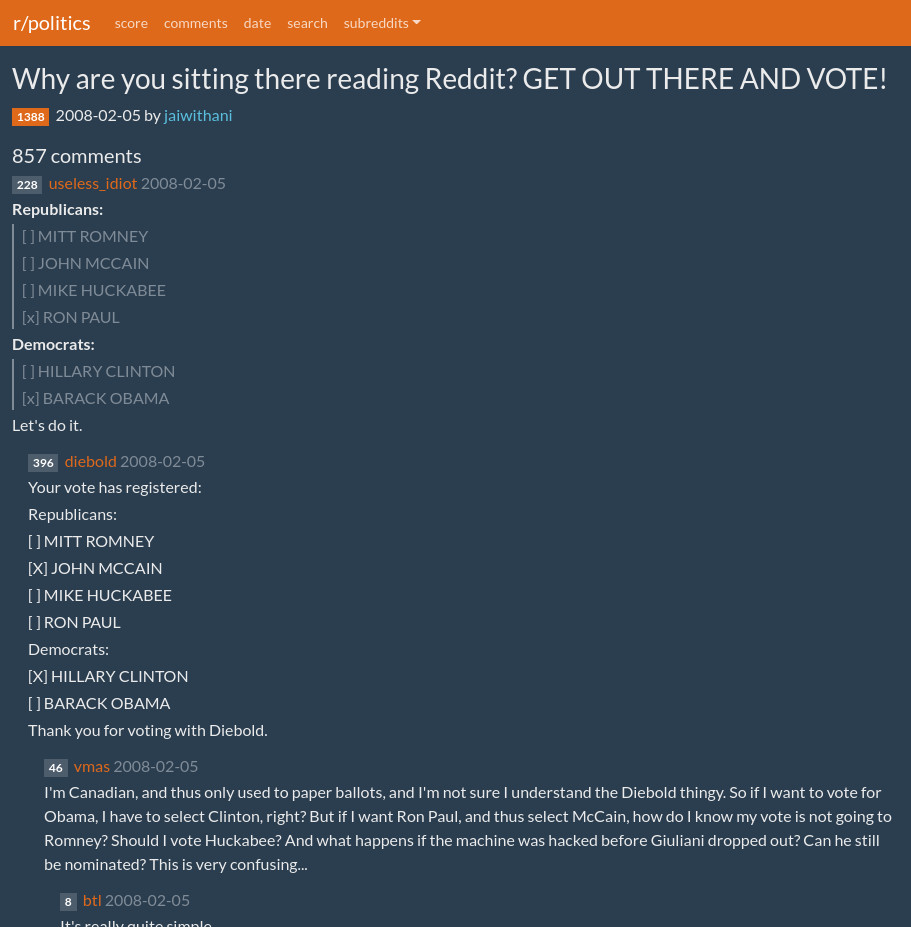 r/politics score comments date search subreddits
Why are you sitting there reading Reddit? GET OUT THERE AND VOTE!
1388 2008-02-05 by jaiwithani
857 comments
228 useless_idiot 2008-02-05
Republicans:
[ ] MITT ROMNEY
[ ] JOHN MCCAIN
[ ] MIKE HUCKABEE
[x] RON PAUL
Democrats:
[ ] HILLARY CLINTON
[x] BARACK OBAMA
Let's do it.
396 diebold 2008-02-05
Your vote has registered:
Republicans:
[ ] MITT ROMNEY
[X] JOHN MCCAIN
[ ] MIKE HUCKABEE
[ ] RON PAUL
Democrats:
[X] HILLARY CLINTON
[ ] BARACK OBAMA
Thank you for voting with Diebold.
46 vmas 2008-02-05
I'm Canadian, and thus only used to paper ballots, and I'm not sure I understand the Diebold thingy. So if I want to vote for
Obama, I have to select Clinton, right? But if I want Ron Paul, and thus select McCain, how do I know my vote is not going to
Romney? Should I vote Huckabee? And what happens if the machine was hacked before Giuliani dropped out? Can he still
be nominated? This is very confusing...
8 btl 2008-02-05
It's really quite simple